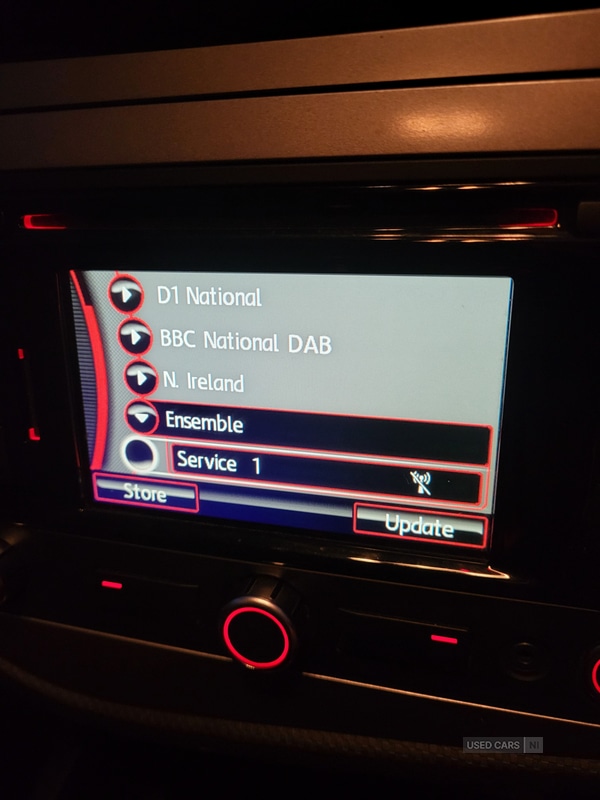 D1 National
BBC National DAB
N. Ireland
Ensemble
Service 1
Store
Update
USED CARS NI